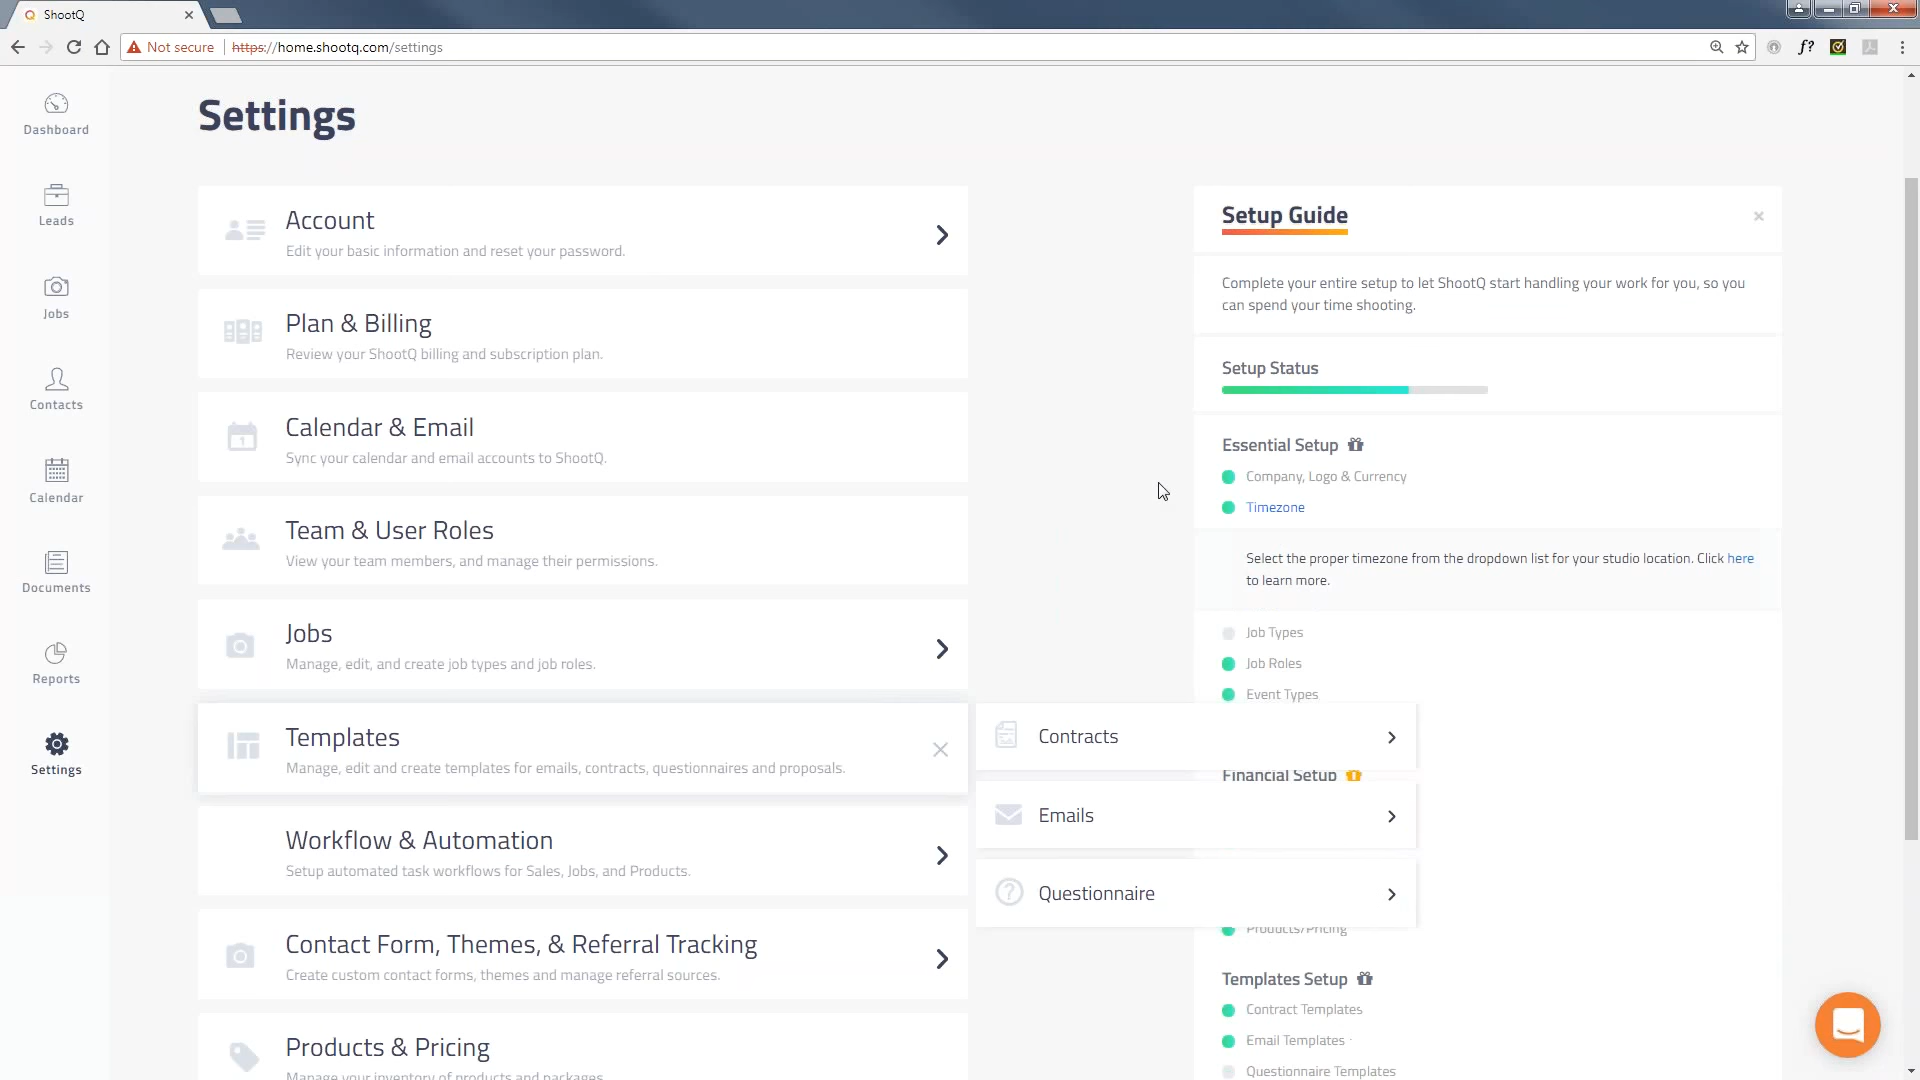 ShootQ
Not secure
https://home.shootq.com/settings
f?
Dashboard
Leads
Jobs
Contacts
Calendar
Documents
Reports
Settings
Settings
Account
Edit your basic information and reset your password.
Plan & Billing
Review your ShootQ billing and subscription plan.
1
Calendar & Email
Sync your calendar and email accounts to ShootQ.
Team & User Roles
View your team members, and manage their permissions.
Jobs
Manage, edit, and create job types and job roles.
Templates
Manage, edit and create templates for emails, contracts, questionnaires and proposals.
Workflow & Automation
Setup automated task workflows for Sales, Jobs, and Products.
Contact Form, Themes, & Referral Tracking
Create custom contact forms, themes and manage referral sources.
Products & Pricing
Manage your inventory of products and packages.
Contracts
Emails
?
Questionnaire
Setup Guide
Complete your entire setup to let ShootQ start handling your work for you, so you
can spend your time shooting.
Setup Status
Essential Setup
Company, Logo & Currency
Timezone
Select the proper timezone from the dropdown list for your studio location. Click here
to learn more.
Job Types
Job Roles
Event Types
Financial Setup
Products/Pricing
Templates Setup
Contract Templates
Email Templates
Questionnaire Templates